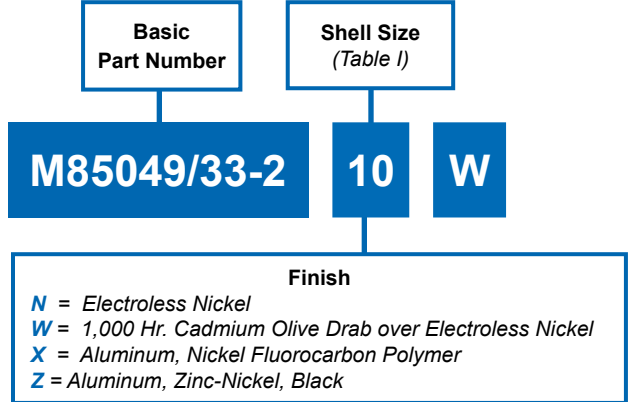 Basic
Part Number
Shell Size
(Table I)
M85049/33-2 10 W
Finish
N = Electroless Nickel
W = 1,000 Hr. Cadmium Olive Drab over Electroless Nickel
X = Aluminum, Nickel Fluorocarbon Polymer
Z = Aluminum, Zinc-Nickel, Black